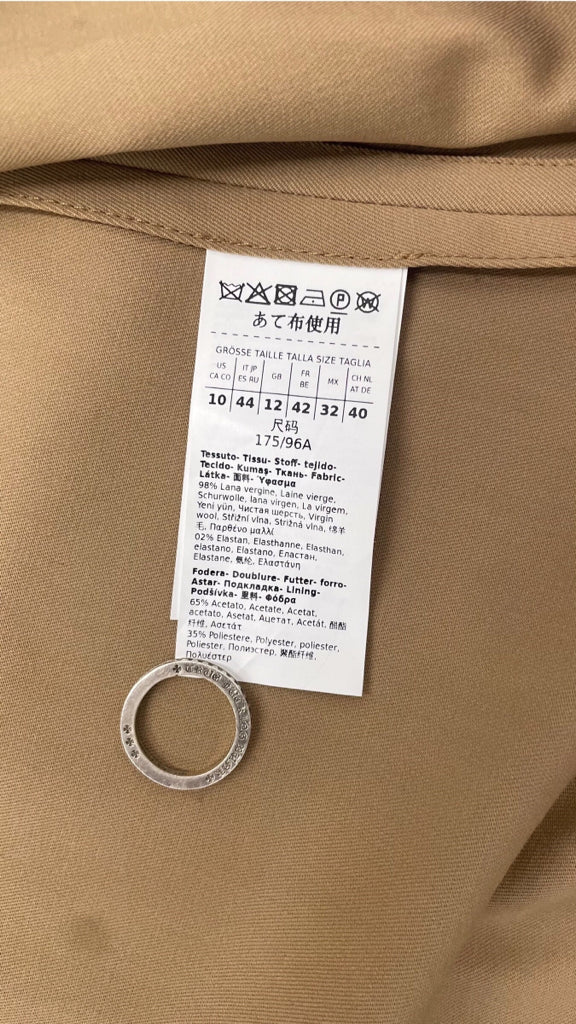 P W
あて布使用
GRÖSSE TAILLE TALLA SIZE TAGLIA
US CA CO | IT JP ES RU | GB | FR BE | MX | CH NL AT DE
10 | 44 | 12 | 42 | 32 | 40
尺码
175/96A
Tessuto- Tissu- Stoff- tejido-
Tecido- Kumaş- Ткань- Fabric-
Látka- 面料- Ύφασμα
98% Lana vergine, Laine vierge,
Schurwolle, lana virgen, La virgem,
Yeni yün, Чистая шерсть, Virgin
wool, Střižní vlna, Strižná vlna, 绵羊
毛, Παρθένο μαλλί
02% Elastan, Elasthanne, Elasthan,
elastano, Elastano, Еластан,
Elastane, 氨纶, Ελαστάνη
Fodera- Doublure- Futter- forro-
Astar- Подкладка- Lining-
Podšívka- 里料- Φόδρα
65% Acetato, Acetate, Acetat,
acetato, Asetat, Ацетат, Acetát, 醋酯
纤维, Ασετάτ
35% Poliestere, Polyester, poliester,
Poliester, Полиэстер, 聚酯纤维,
Πολυέστερ